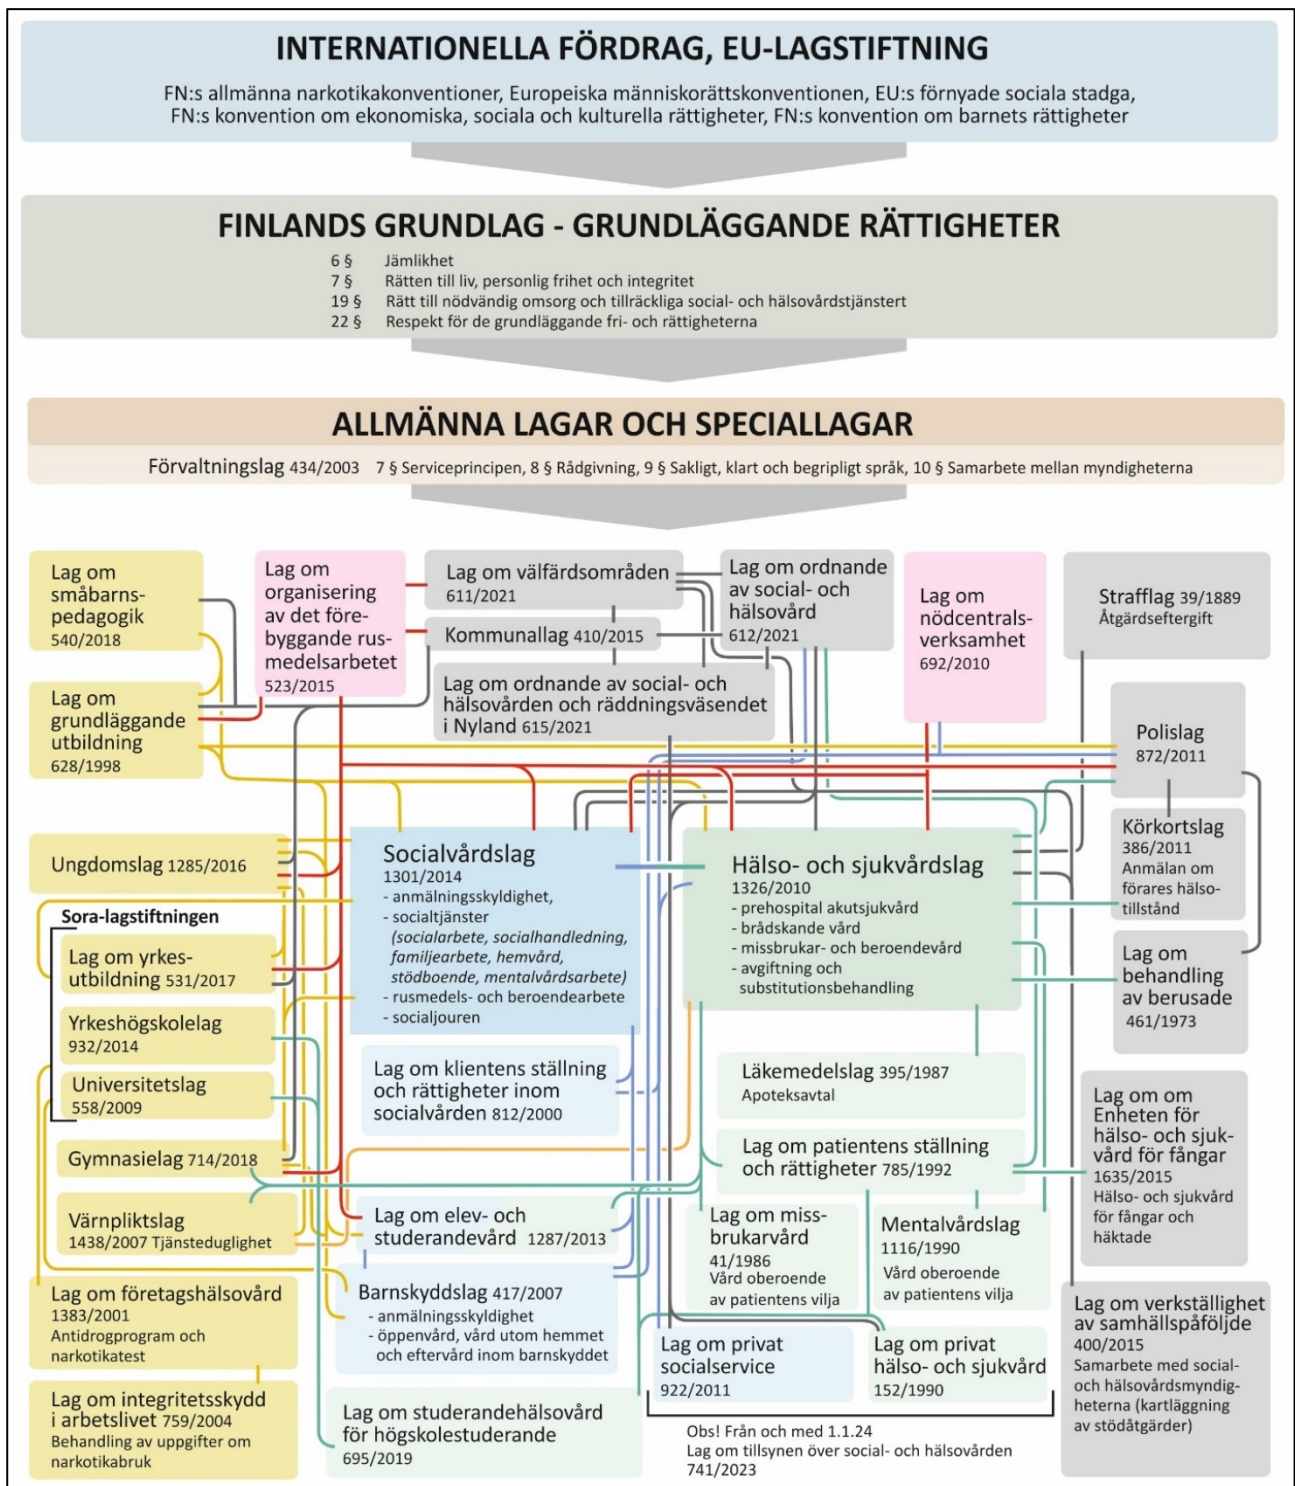 INTERNATIONELLA FÖRDRAG, EU-LAGSTIFTNING
FN:s allmänna narkotikakonventioner, Europeiska människorättskonventionen, EU:s förnyade sociala stadga,
FN:s konvention om ekonomiska, sociala och kulturella rättigheter, FN:s konvention om barnets rättigheter
FINLANDS GRUNDLAG - GRUNDLÄGGANDE RÄTTIGHETER
6 § Jämlikhet
7 § Rätten till liv, personlig frihet och integritet
19 § Rätt till nödvändig omsorg och tillräckliga social- och hälsovårdstjänstert
22 § Respekt för de grundläggande fri- och rättigheterna
ALLMÄNNA LAGAR OCH SPECIALLAGAR
Förvaltningslag 434/2003 7 § Serviceprincipen, 8 § Rådgivning, 9 § Sakligt, klart och begripligt språk, 10 § Samarbete mellan myndigheterna
Lag om
småbarns-
pedagogik
540/2018
Lag om
organisering
av det före-
byggande rus-
medelsarbetet
523/2015
Lag om välfärdsområden
611/2021
Kommunallag 410/2015
Lag om ordnande
av social- och
hälsovård
612/2021
Lag om
nödcentrals-
verksamhet
692/2010
Strafflag 39/1889
Åtgärdseftergift
Lag om
grundläggande
utbildning
628/1998
Lag om ordnande av social- och
hälsovården och räddningsväsendet
i Nyland 615/2021
Polislag
872/2011
Ungdomslag 1285/2016
Socialvårdslag
1301/2014
- anmälningsskyldighet,
- socialtjänster
(socialarbete, socialhandledning,
familjearbete, hemvård,
stödboende, mentalvårdsarbete)
- rusmedels- och beroendearbete
- socialjouren
Hälso- och sjukvårdslag
1326/2010
- prehospital akutsjukvård
- brådskande vård
- missbrukar- och beroendevård
- avgiftning och
substitutionsbehandling
Körkortslag
386/2011
Anmälan om
förares hälso-
tillstånd
Sora-lagstiftningen
Lag om yrkes-
utbildning 531/2017
Yrkeshögskolelag
932/2014
Universitetslag
558/2009
Lag om
behandling
av berusade
461/1973
Lag om klientens ställning
och rättigheter inom
socialvården 812/2000
Läkemedelslag 395/1987
Apoteksavtal
Lag om om
Enheten för
hälso- och sjuk-
vård för fångar
1635/2015
Hälso- och sjukvård
för fångar och
häktade
Gymnasielag 714/2018
Lag om patientens ställning
och rättigheter 785/1992
Värnpliktslag
1438/2007 Tjänsteduglighet
Lag om elev- och
studerandevård 1287/2013
Lag om miss-
brukarvård
41/1986
Vård oberoende
av patientens vilja
Mentalvårdslag
1116/1990
Vård oberoende
av patientens vilja
Lag om företagshälsovård
1383/2001
Antidrogprogram och
narkotikatest
Barnskyddslag 417/2007
- anmälningsskyldighet
- öppenvård, vård utom hemmet
och eftervård inom barnskyddet
Lag om privat
socialservice
922/2011
Lag om privat
hälso- och sjukvård
152/1990
Lag om verkställighet
av samhällspåföljde
400/2015
Samarbete med social-
och hälsovårdsmyndig-
heterna (kartläggning
av stödåtgärder)
Lag om integritetsskydd
i arbetslivet 759/2004
Behandling av uppgifter om
narkotikabruk
Lag om studerandehälsovård
för högskolestuderande
695/2019
Obs! Från och med 1.1.24
Lag om tillsynen över social- och hälsovården
741/2023